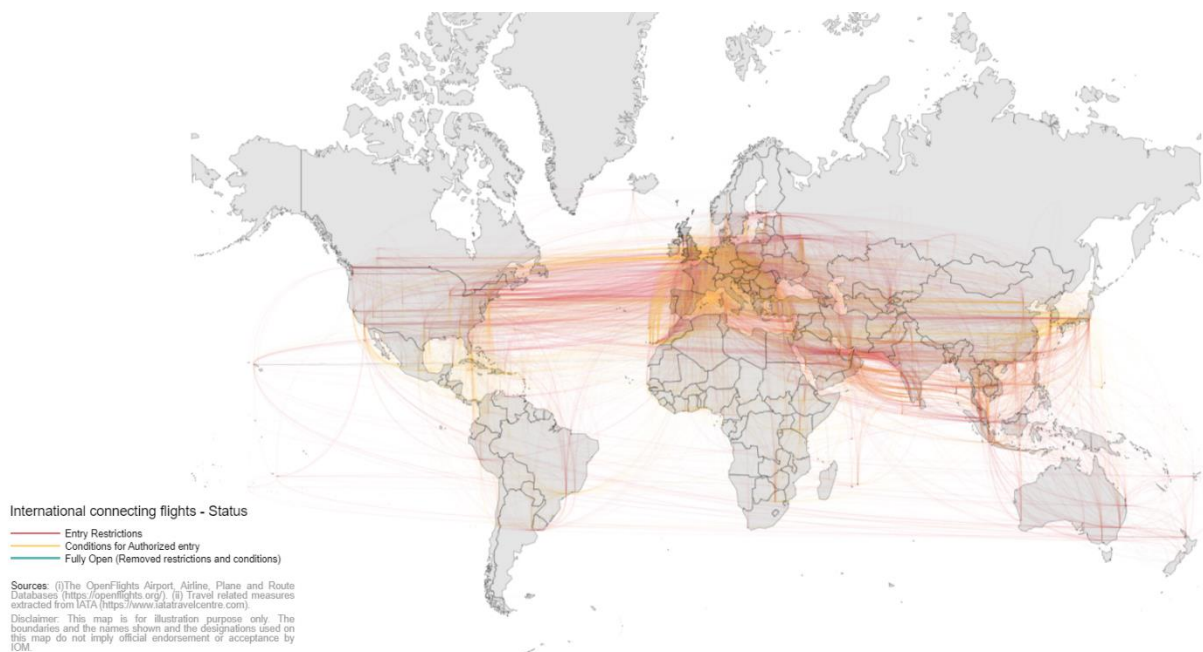 International connecting flights - Status
Entry Restrictions
Conditions for Authorized entry
Fully Open (Removed restrictions and conditions)
Sources: (i)The OpenFlights Airport, Airline, Plane and Route
Databases (https://openflights.org/). (ii) Travel related measures
extracted from IATA (https://www.iatatravelcentre.com).
Disclaimer: This map is for illustration purpose only. The
boundaries and the names shown and the designations used on
this map do not imply official endorsement or acceptance by
IOM.